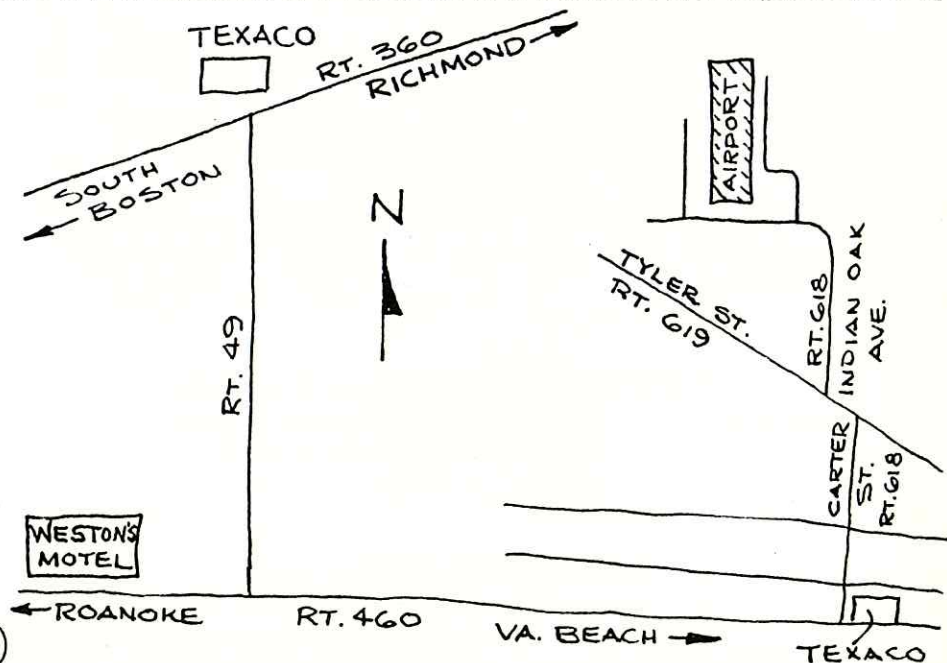 TEXACO
RT. 360
RICHMOND
SOUTH
BOSTON
N
AIRPORT
TYLER ST.
RT. 619
RT. 618
INDIAN OAK
AVE.
RT. 49
CARTER
ST.
RT. 618
WESTON'S
MOTEL
ROANOKE
RT. 460
VA. BEACH
TEXACO